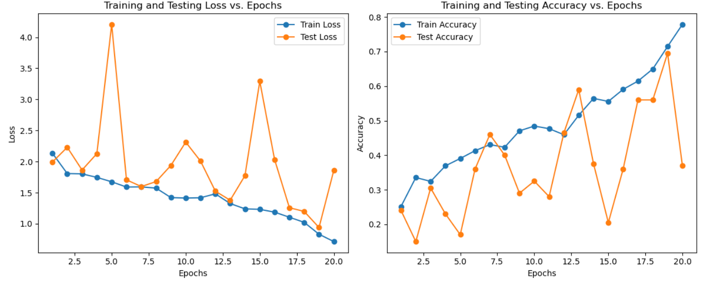 Training and Testing Loss vs. Epochs
Train Loss
Test Loss
Loss
4.0
3.5
3.0
2.5
2.0
1.5
1.0
2.5 5.0 7.5 10.0 12.5 15.0 17.5 20.0
Epochs
Training and Testing Accuracy vs. Epochs
Train Accuracy
Test Accuracy
Accuracy
0.8
0.7
0.6
0.5
0.4
0.3
0.2
2.5 5.0 7.5 10.0 12.5 15.0 17.5 20.0
Epochs